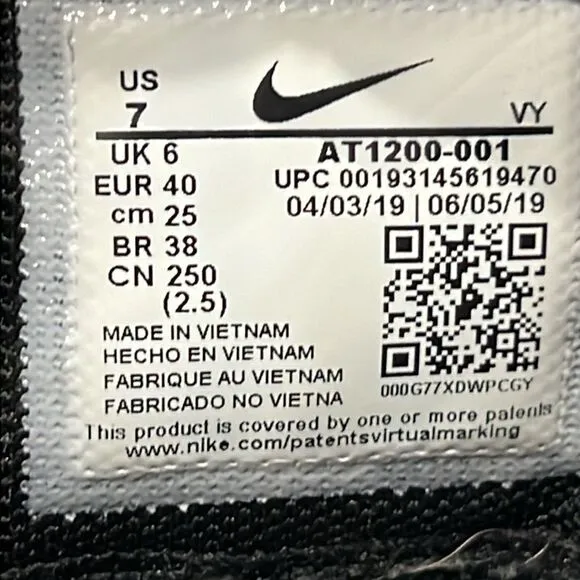 US
7
VY
UK 6
AT1200-001
EUR 40
UPC 00193145619470
cm 25
04/03/19 | 06/05/19
BR 38
CN 250
(2.5)
MADE IN VIETNAM
HECHO EN VIETNAM
FABRIQUE AU VIETNAM
FABRICADO NO VIETNA
000G77XDWPCGY
This product is covered by one or more patents
www.nike.com/patentsvirtualmarking